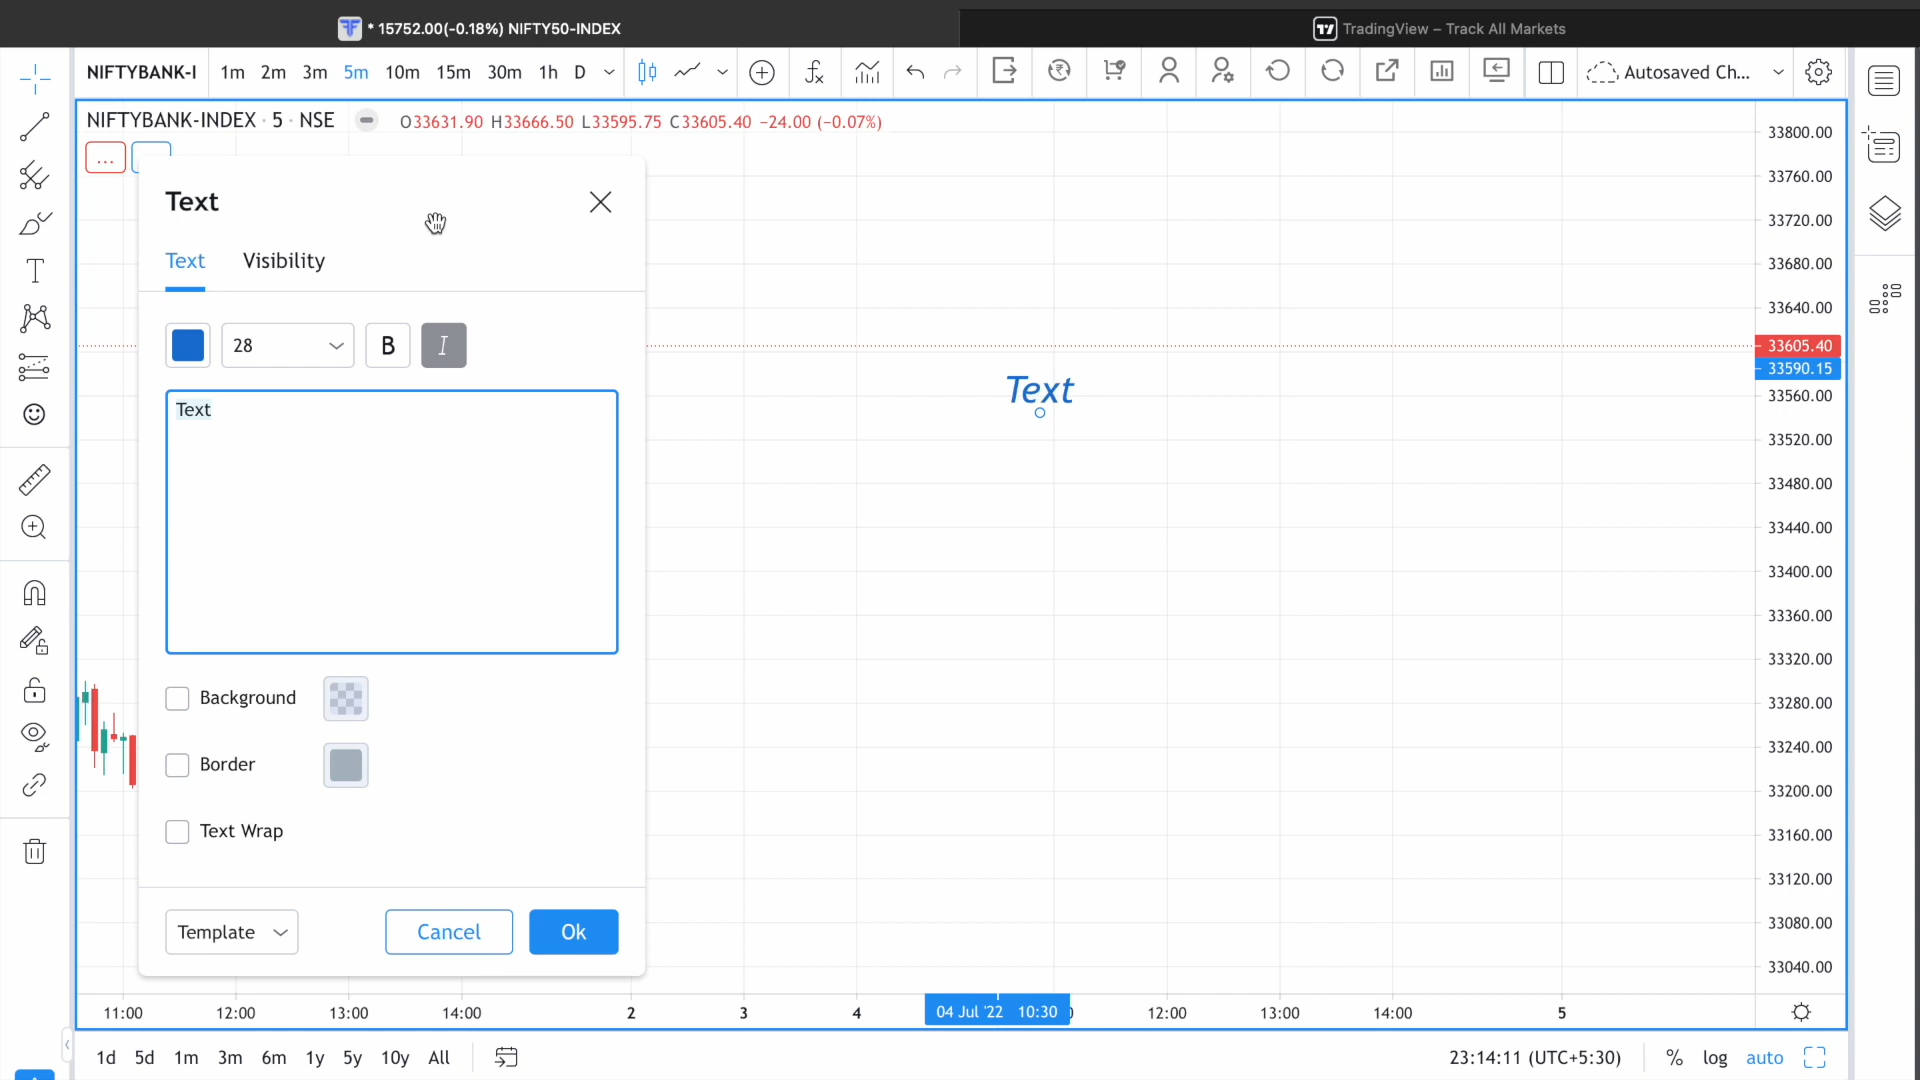 * 15752.00(-0.18%) NIFTY50-INDEX
TradingView – Track All Markets
NIFTYBANK-I 1m 2m 3m 5m 10m 15m 30m 1h D
Autosaved Ch...
NIFTYBANK-INDEX · 5 · NSE
O33631.90 H33666.50 L33595.75 C33605.40 −24.00 (−0.07%)
...
Text
Text Visibility
28 B I
Text
Background
Border
Text Wrap
Template
Cancel
Ok
Text
33800.00
33760.00
33720.00
33680.00
33640.00
33605.40
33590.15
33560.00
33520.00
33480.00
33440.00
33400.00
33360.00
33320.00
33280.00
33240.00
33200.00
33160.00
33120.00
33080.00
33040.00
11:00 12:00 13:00 14:00 2 3 4 04 Jul '22 10:30 12:00 13:00 14:00 5
1d 5d 1m 3m 6m 1y 5y 10y All
23:14:11 (UTC+5:30) % log auto